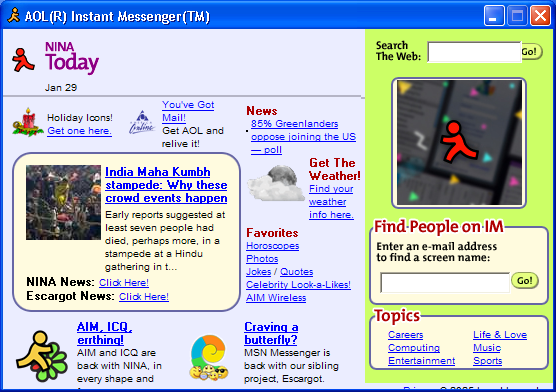 AOL(R) Instant Messenger(TM)
NINA
Today
Jan 29
Search
The Web:
Go!
Holiday Icons!
Get one here.
You've Got
Mail!
Get AOL and
relive it!
India Maha Kumbh
stampede: Why these
crowd events happen
Early reports suggested at
least seven people had
died, perhaps more, in a
stampede at a Hindu
gathering in t...
NINA News: Click Here!
Escargot News: Click Here!
AIM, ICQ,
errthing!
AIM and ICQ are
back with NINA, in
every shape and
Craving a
butterfly?
MSN Messenger is
back with our sibling
project, Escargot.
News
· 85% Greenlanders
oppose joining the US
— poll
Get The
Weather!
Find your
weather
info here.
Favorites
Horoscopes
Photos
Jokes / Quotes
Celebrity Look-a-Likes!
AIM Wireless
Find People on IM
Enter an e-mail address
to find a screen name:
Go!
Topics
Careers
Computing
Entertainment
Life & Love
Music
Sports